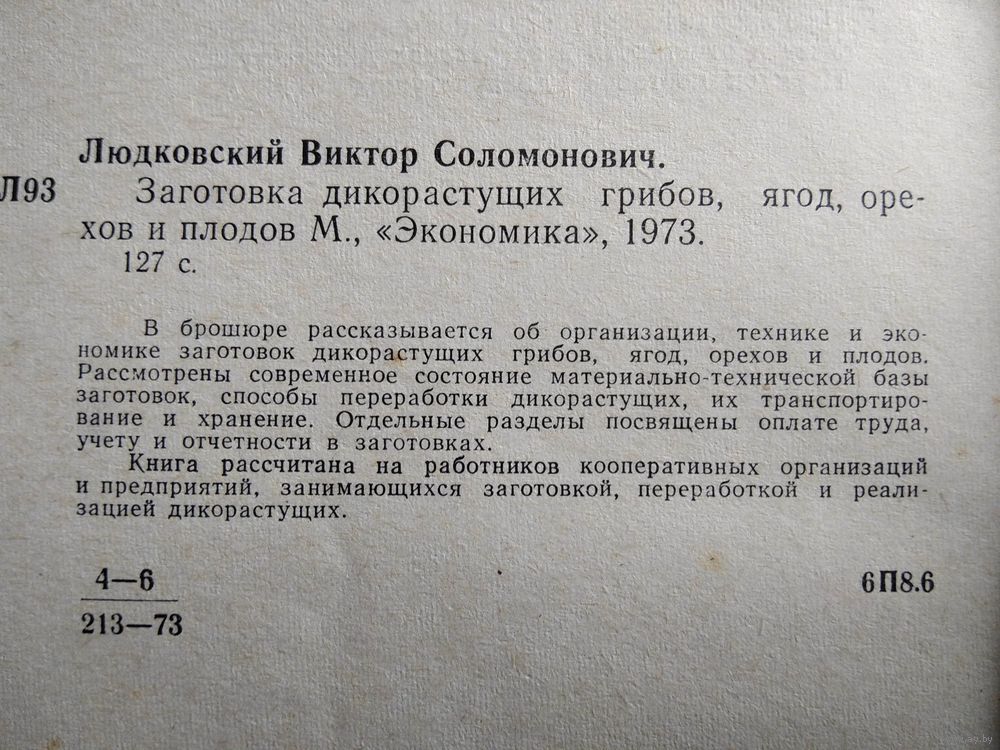 Людковский Виктор Соломонович.
Л93 Заготовка дикорастущих грибов, ягод, оре-
хов и плодов М., «Экономика», 1973.
127 с.
В брошюре рассказывается об организации, технике и эко-
номике заготовок дикорастущих грибов, ягод, орехов и плодов.
Рассмотрены современное состояние материально-технической базы
заготовок, способы переработки дикорастущих, их транспортиро-
вание и хранение. Отдельные разделы посвящены оплате труда,
учету и отчетности в заготовках.
Книга рассчитана на работников кооперативных организаций
и предприятий, занимающихся заготовкой, переработкой и реали-
зацией дикорастущих.
4—6 6П8.6
213—73